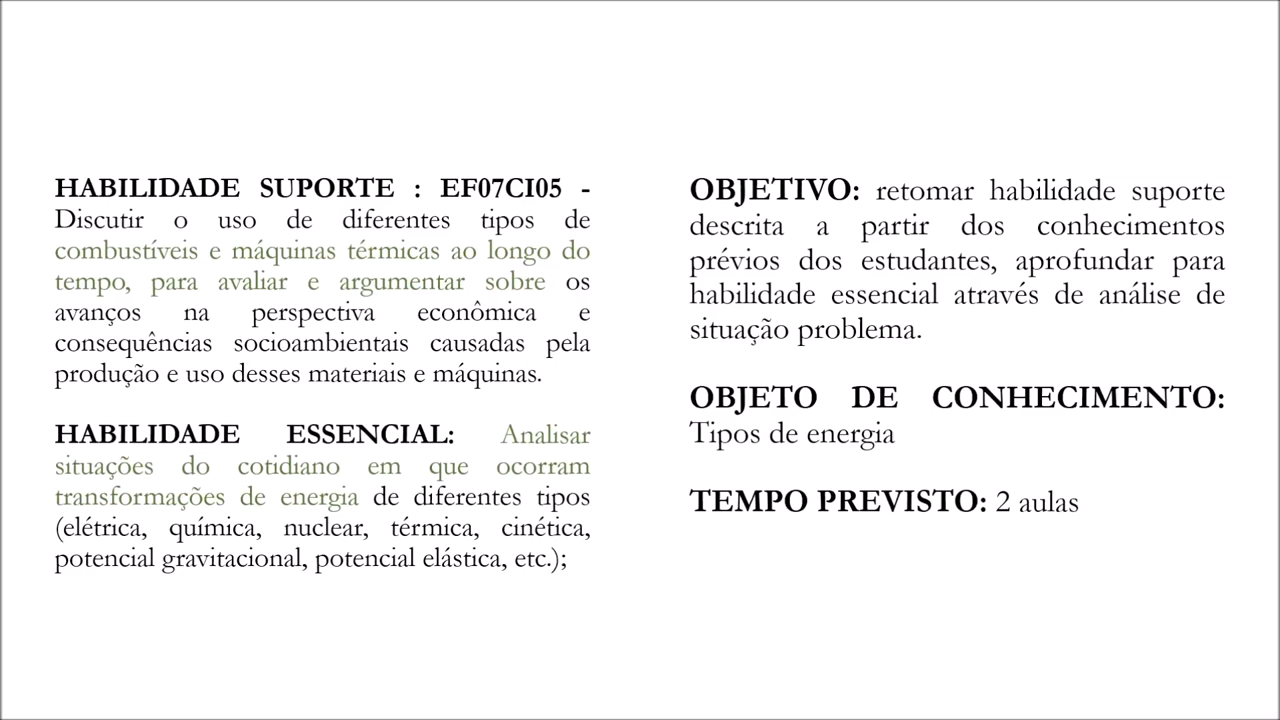 HABILIDADE SUPORTE : EF07CI05 -
Discutir o uso de diferentes tipos de
combustíveis e máquinas térmicas ao longo do
tempo, para avaliar e argumentar sobre os
avanços na perspectiva econômica e
consequências socioambientais causadas pela
produção e uso desses materiais e máquinas.
HABILIDADE ESSENCIAL: Analisar
situações do cotidiano em que ocorram
transformações de energia de diferentes tipos
(elétrica, química, nuclear, térmica, cinética,
potencial gravitacional, potencial elástica, etc.);
OBJETIVO: retomar habilidade suporte
descrita a partir dos conhecimentos
prévios dos estudantes, aprofundar para
habilidade essencial através de análise de
situação problema.
OBJETO DE CONHECIMENTO:
Tipos de energia
TEMPO PREVISTO: 2 aulas